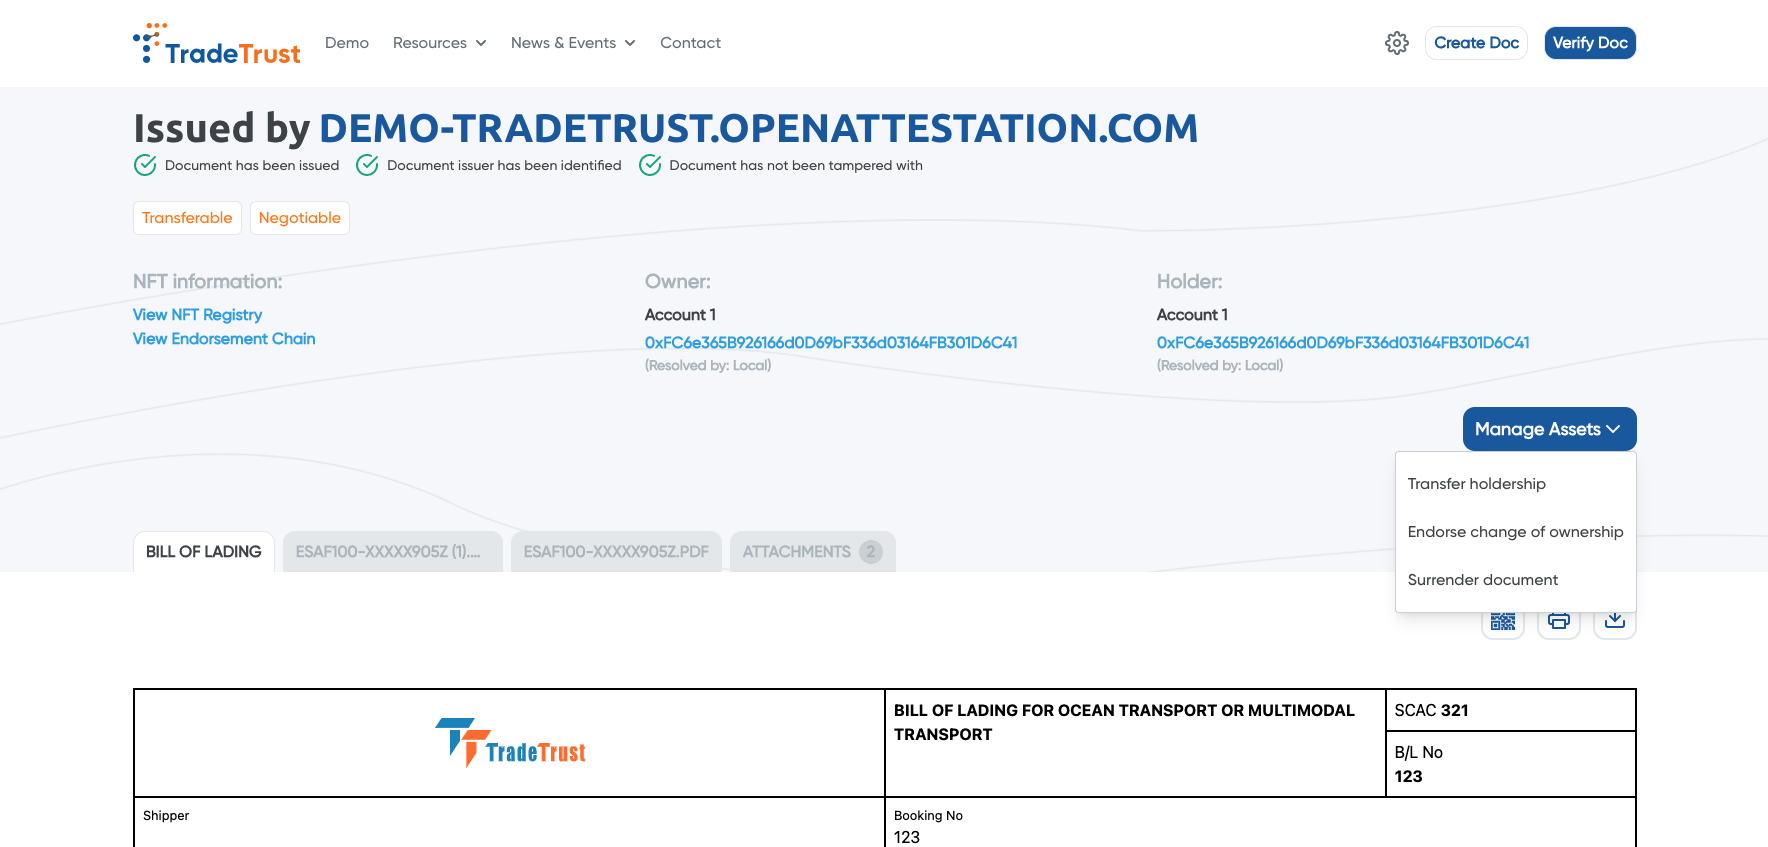 TradeTrust
Demo
Resources
News & Events
Contact
Create Doc
Verify Doc
Issued by DEMO-TRADETRUST.OPENATTESTATION.COM
Document has been issued
Document issuer has been identified
Document has not been tampered with
Transferable
Negotiable
NFT information:
View NFT Registry
View Endorsement Chain
Owner:
Account 1
0xFC6e365B926166d0D69bF336d03164FB301D6C41
(Resolved by: Local)
Holder:
Account 1
0xFC6e365B926166d0D69bF336d03164FB301D6C41
(Resolved by: Local)
Manage Assets
Transfer holdership
Endorse change of ownership
Surrender document
BILL OF LADING
ESAF100-XXXXX905Z (1)....
ESAF100-XXXXX905Z.PDF
ATTACHMENTS 2
TradeTrust
BILL OF LADING FOR OCEAN TRANSPORT OR MULTIMODAL
TRANSPORT
SCAC 321
B/L No
123
Shipper
Booking No
123